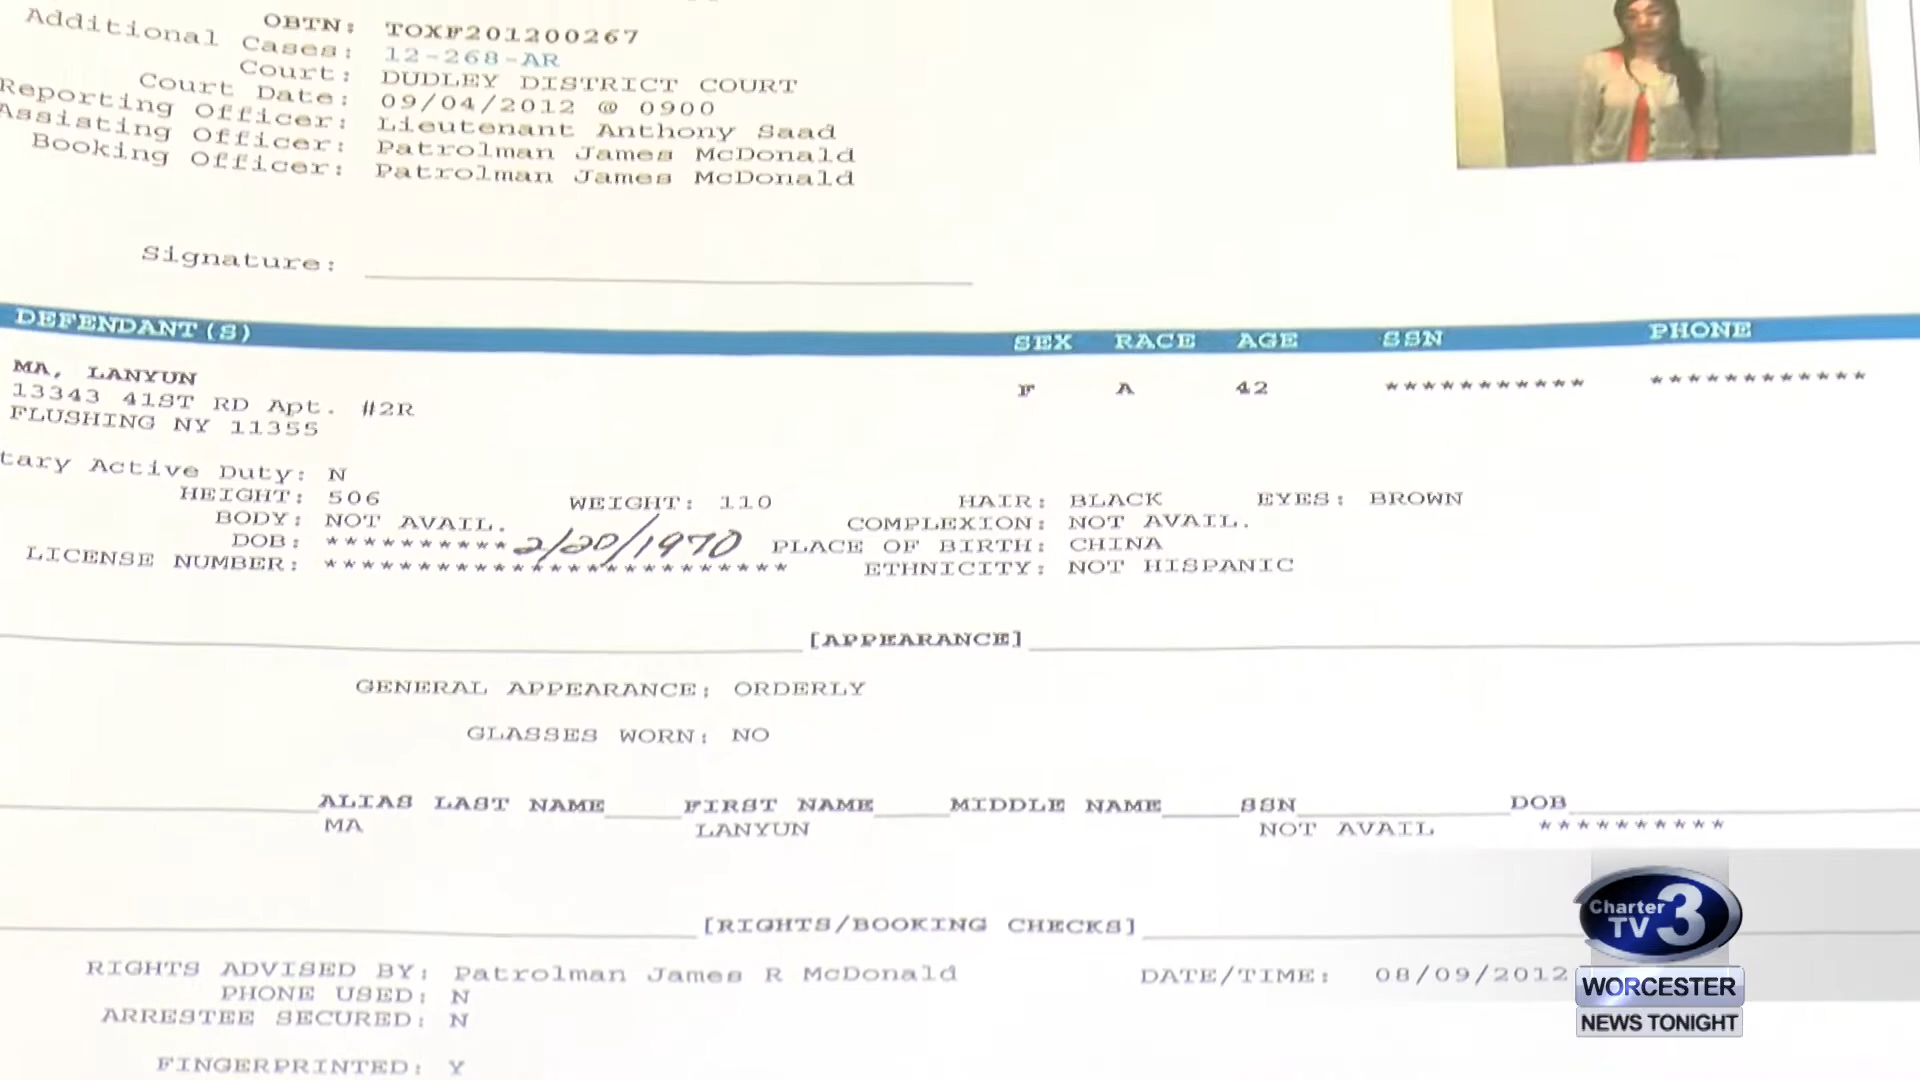 OBTN: TOXF201200267
Additional Cases: 12-268-AR
Court: DUDLEY DISTRICT COURT
Court Date: 09/04/2012 @ 0900
Reporting Officer: Lieutenant Anthony Saad
Assisting Officer: Patrolman James McDonald
Booking Officer: Patrolman James McDonald
Signature:
DEFENDANT(S) SEX RACE AGE SSN PHONE
MA, LANYUN F A 42 *********** ************
13343 41ST RD Apt. #2R
FLUSHING NY 11355
tary Active Duty: N
HEIGHT: 506 WEIGHT: 110 HAIR: BLACK EYES: BROWN
BODY: NOT AVAIL. COMPLEXION: NOT AVAIL.
DOB: ********** 2/20/1970 PLACE OF BIRTH: CHINA
LICENSE NUMBER: ************************* ETHNICITY: NOT HISPANIC
[APPEARANCE]
GENERAL APPEARANCE: ORDERLY
GLASSES WORN: NO
ALIAS LAST NAME FIRST NAME MIDDLE NAME SSN DOB
MA LANYUN NOT AVAIL **********
[RIGHTS/BOOKING CHECKS]
RIGHTS ADVISED BY: Patrolman James R McDonald DATE/TIME: 08/09/2012
PHONE USED: N
ARRESTEE SECURED: N
FINGERPRINTED: Y
Charter
TV 3
WORCESTER
NEWS TONIGHT